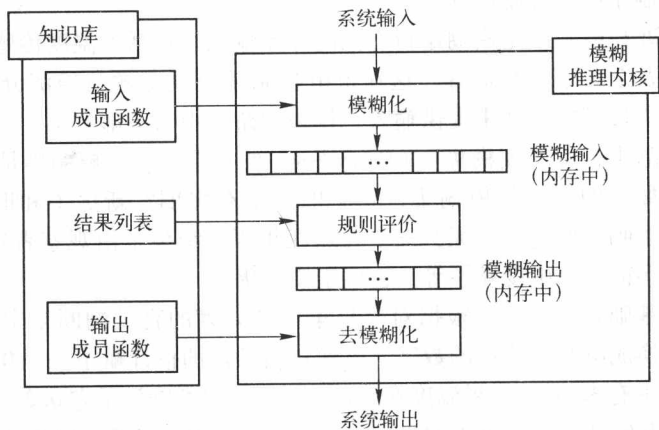 系统输入
知识库
模糊
推理内核
输入
成员函数
模糊化
...
模糊输入
(内存中)
结果列表
规则评价
...
模糊输出
(内存中)
输出
成员函数
去模糊化
系统输出